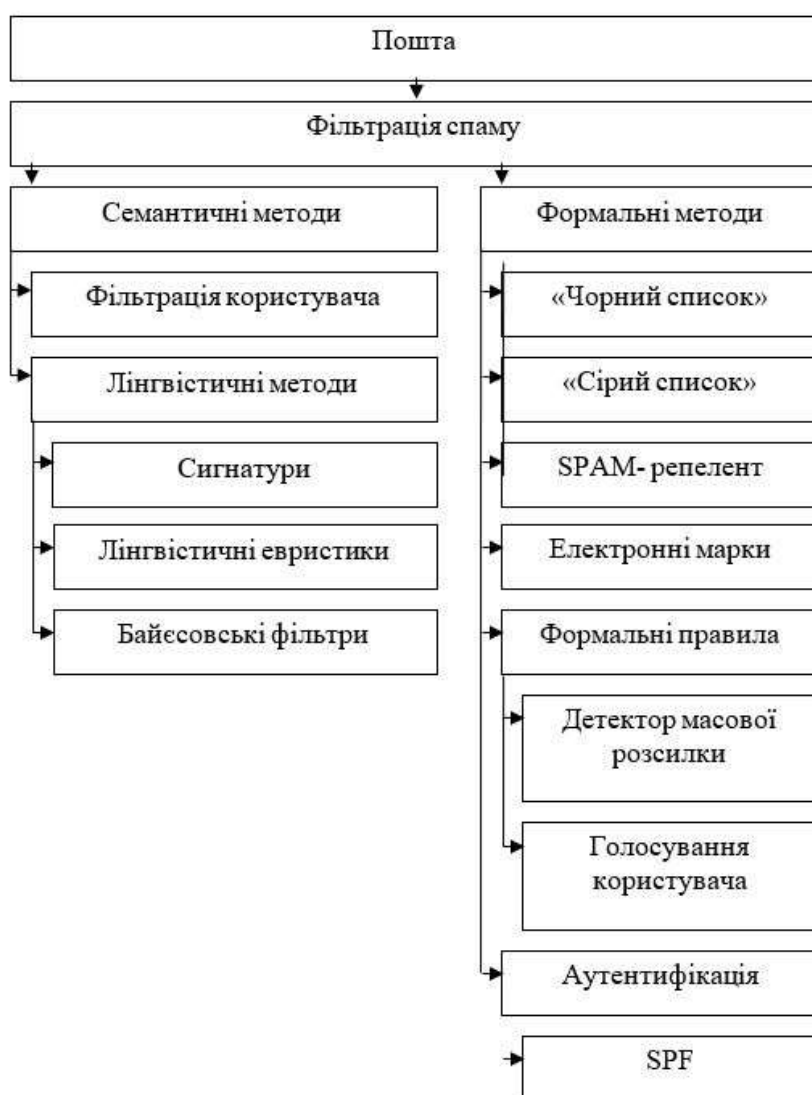 Пошта
Фільтрація спаму
Семантичні методи
Фільтрація користувача
Лінгвістичні методи
Сигнатури
Лінгвістичні евристики
Байєсовські фільтри
Формальні методи
«Чорний список»
«Сірий список»
SPAM- репелент
Електронні марки
Формальні правила
Детектор масової
розсилки
Голосування
користувача
Аутентифікація
SPF